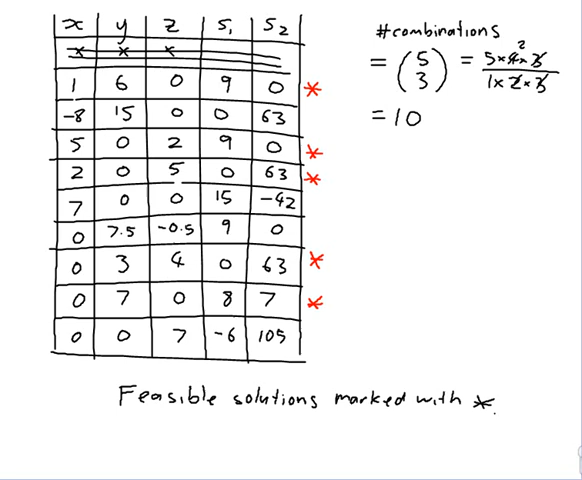 x y z s₁ s₂
x x x
1 6 0 9 0 *
-8 15 0 0 63
5 0 2 9 0 *
2 0 5 0 63 *
7 0 0 15 -42
0 7.5 -0.5 9 0
0 3 4 0 63 *
0 7 0 8 7 *
0 0 7 -6 105
#combinations
= (5 3) = 5×4²×3 / 1×2×3
= 10
Feasible solutions marked with *.